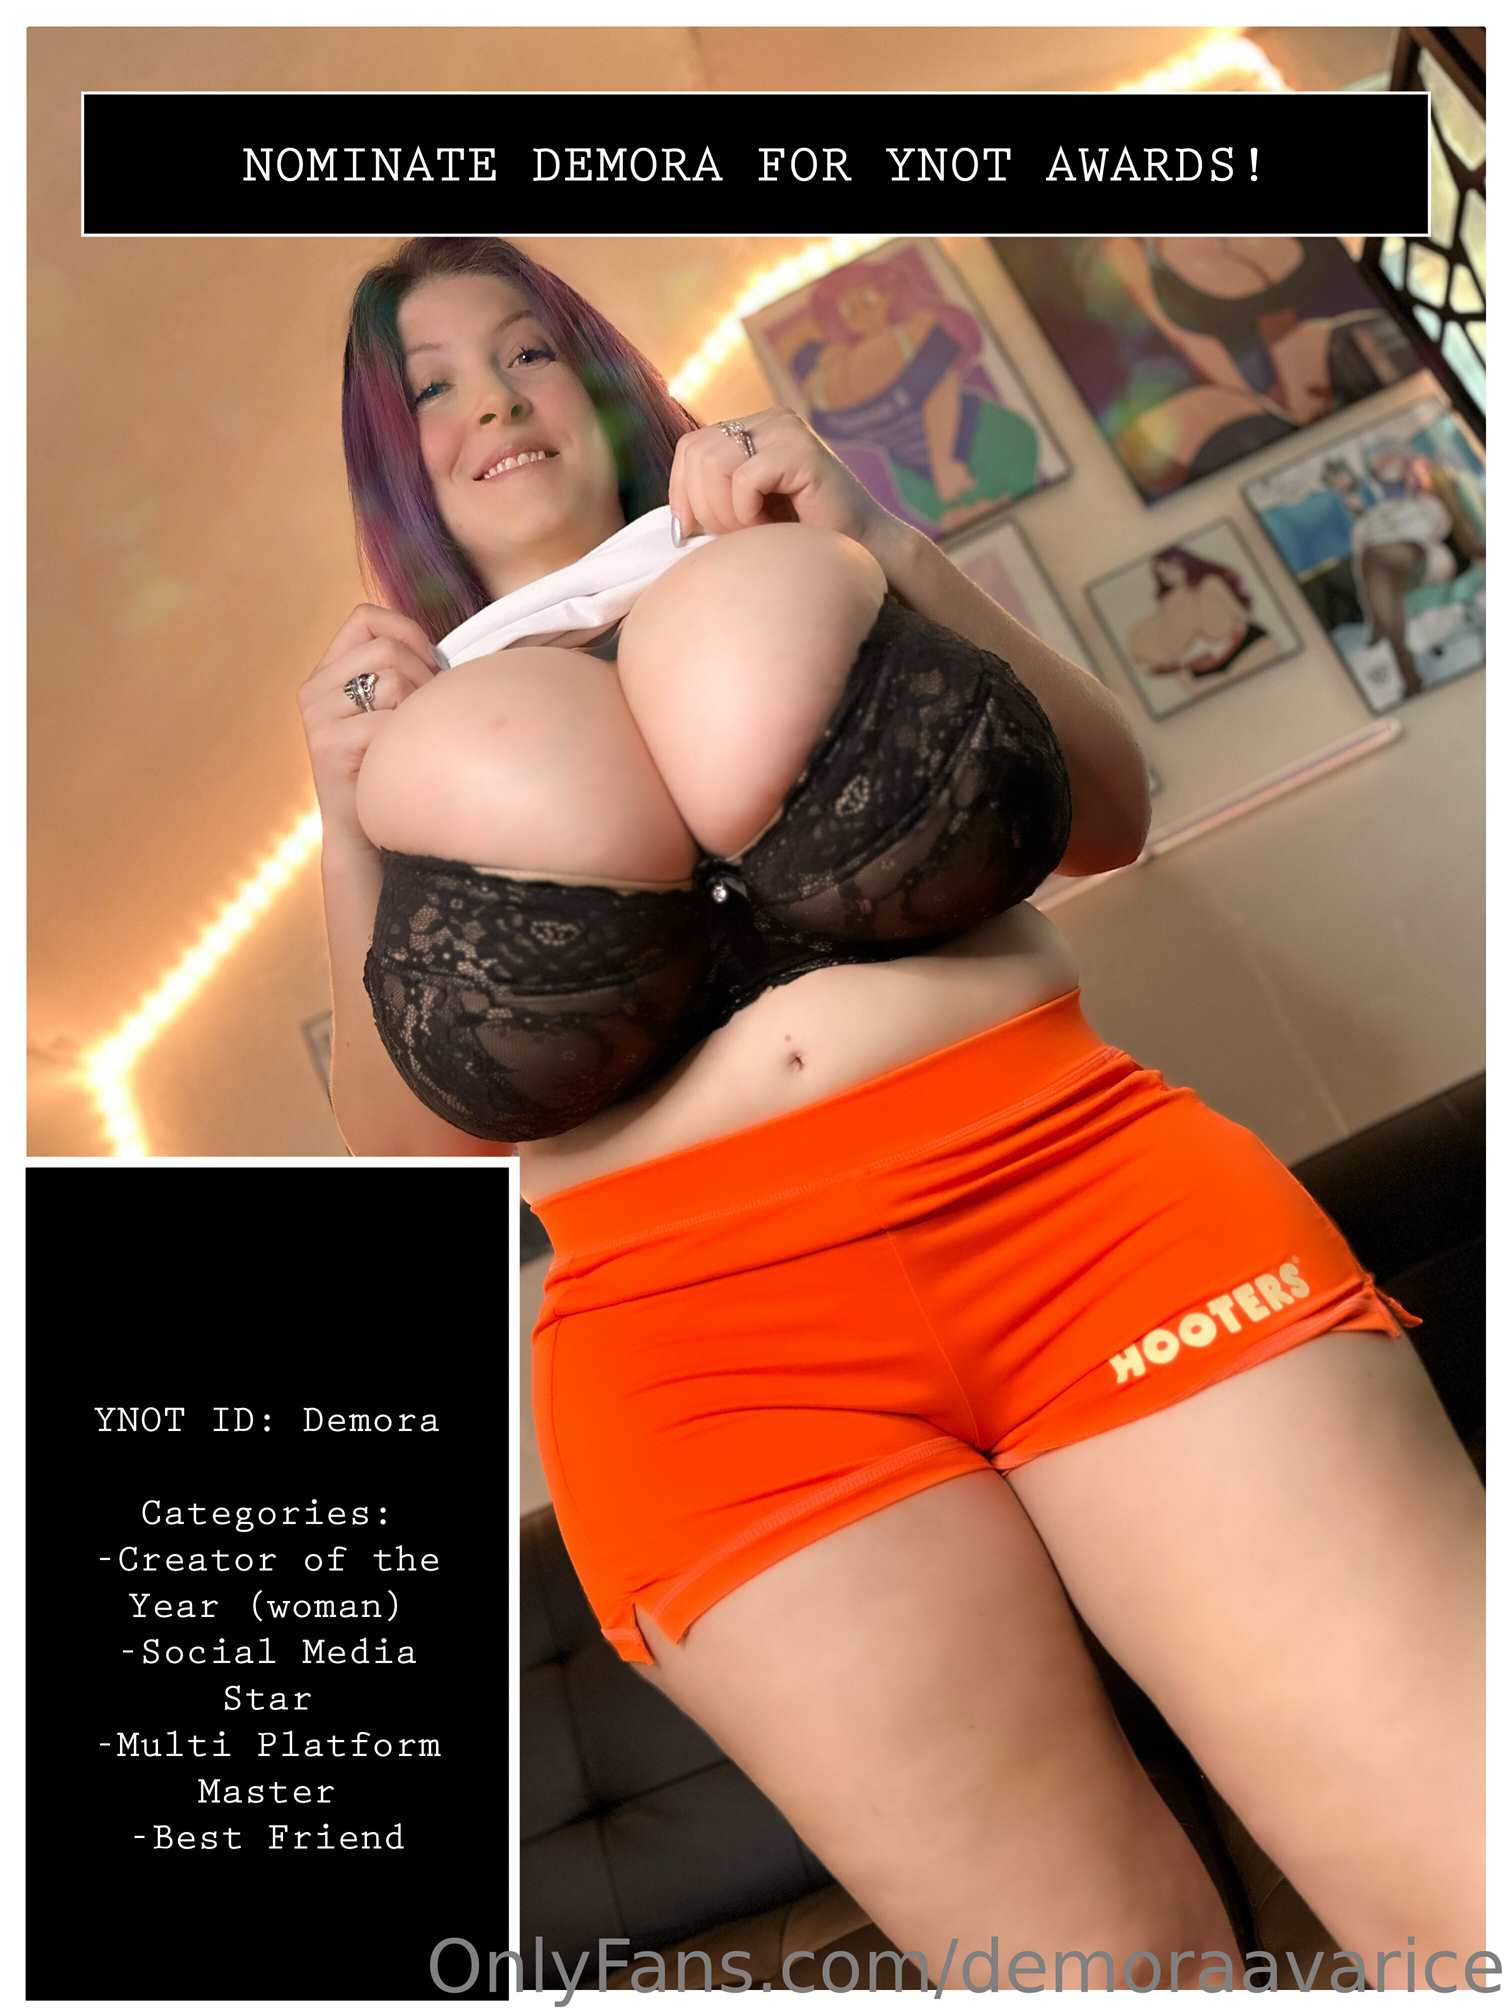 NOMINATE DEMORA FOR YNOT AWARDS!
HOOTERS
YNOT ID: Demora
Categories:
-Creator of the
Year (woman)
-Social Media
Star
-Multi Platform
Master
-Best Friend
OnlyFans.com/demoraavarice